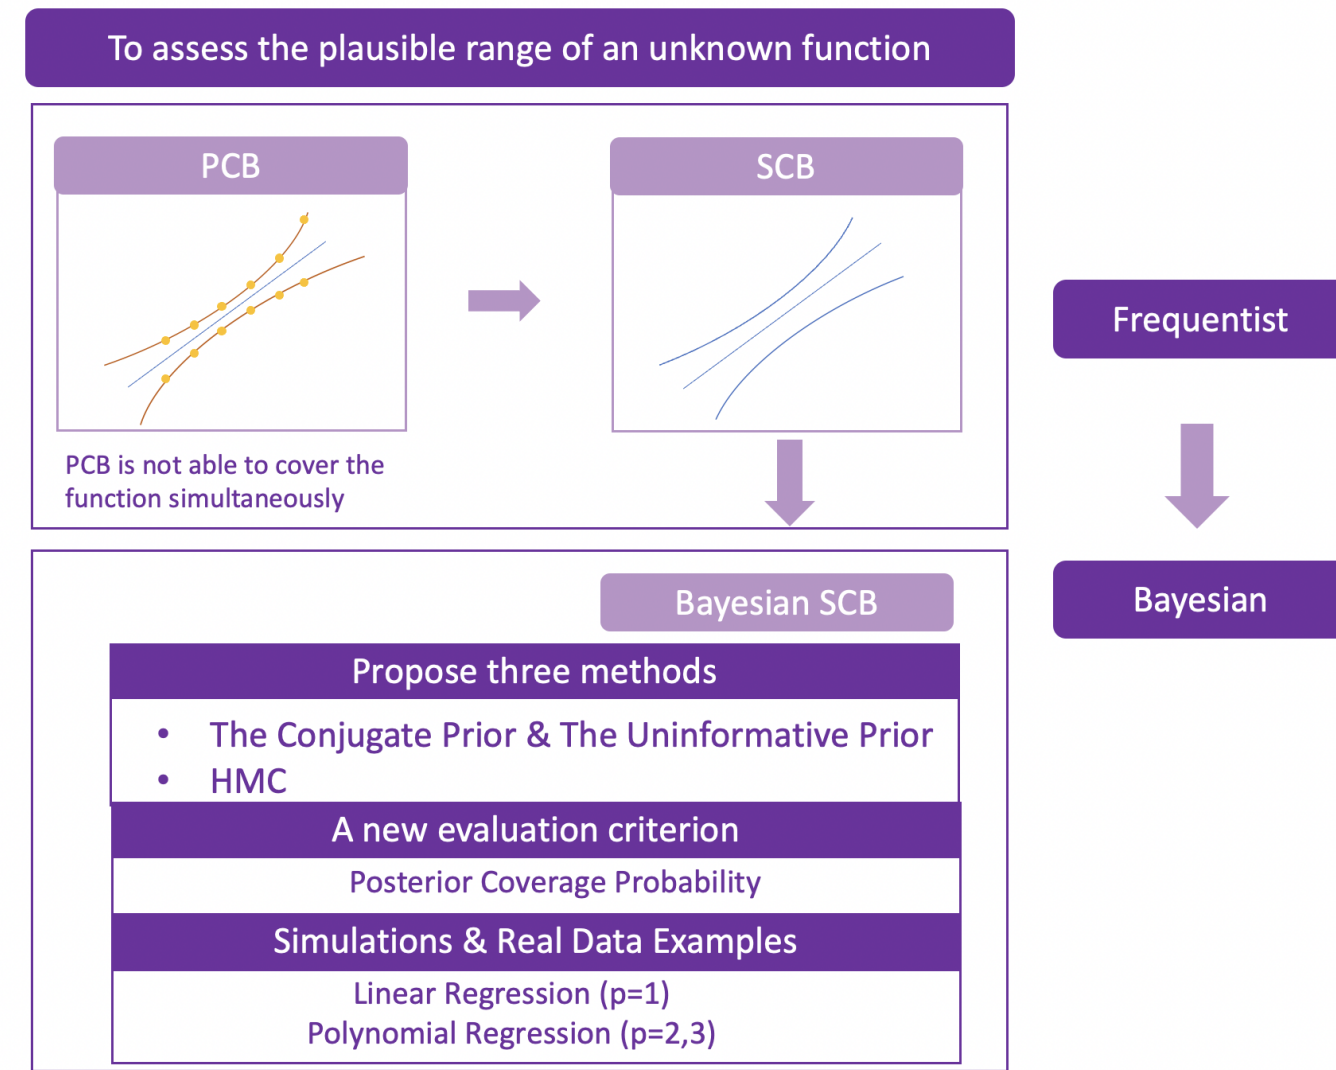 To assess the plausible range of an unknown function
PCB
SCB
PCB is not able to cover the
function simultaneously
Frequentist
Bayesian
Bayesian SCB
Propose three methods
• The Conjugate Prior & The Uninformative Prior
• HMC
A new evaluation criterion
Posterior Coverage Probability
Simulations & Real Data Examples
Linear Regression (p=1)
Polynomial Regression (p=2,3)